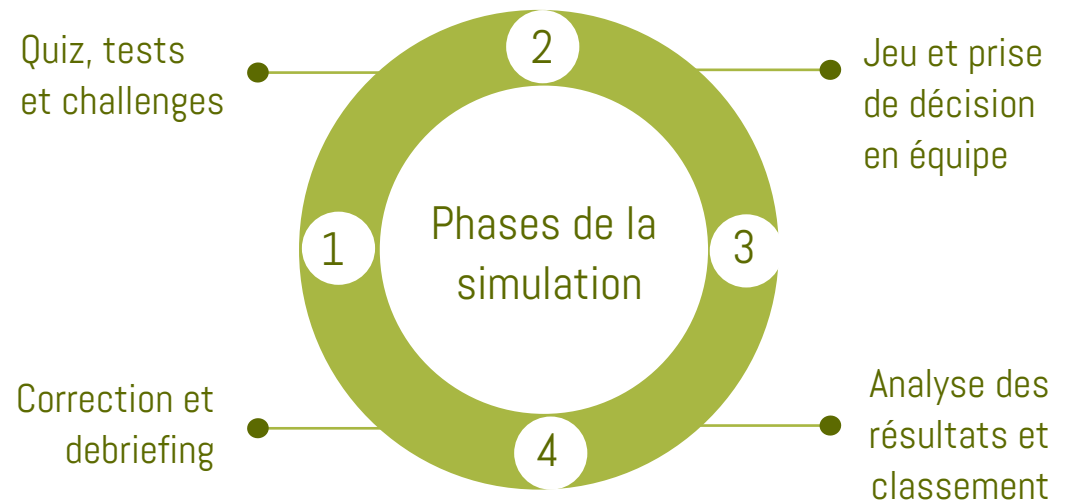 Quiz, tests
et challenges
2
Jeu et prise
de décision
en équipe
1
Phases de la
simulation
3
Correction et
debriefing
4
Analyse des
résultats et
classement